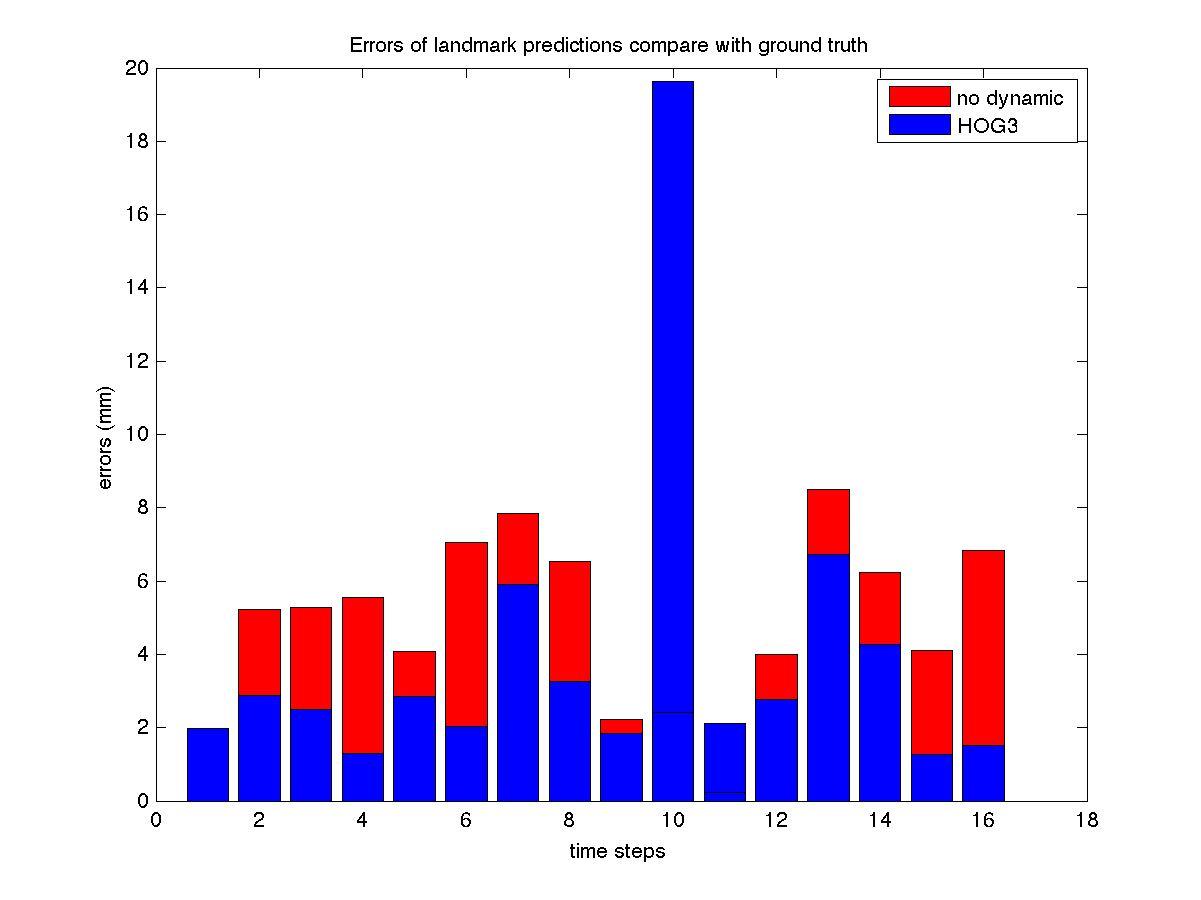 Errors of landmark predictions compare with ground truth
no dynamic
HOG3
20
18
16
14
12
10
8
6
4
2
0
errors (mm)
0 2 4 6 8 10 12 14 16 18
time steps